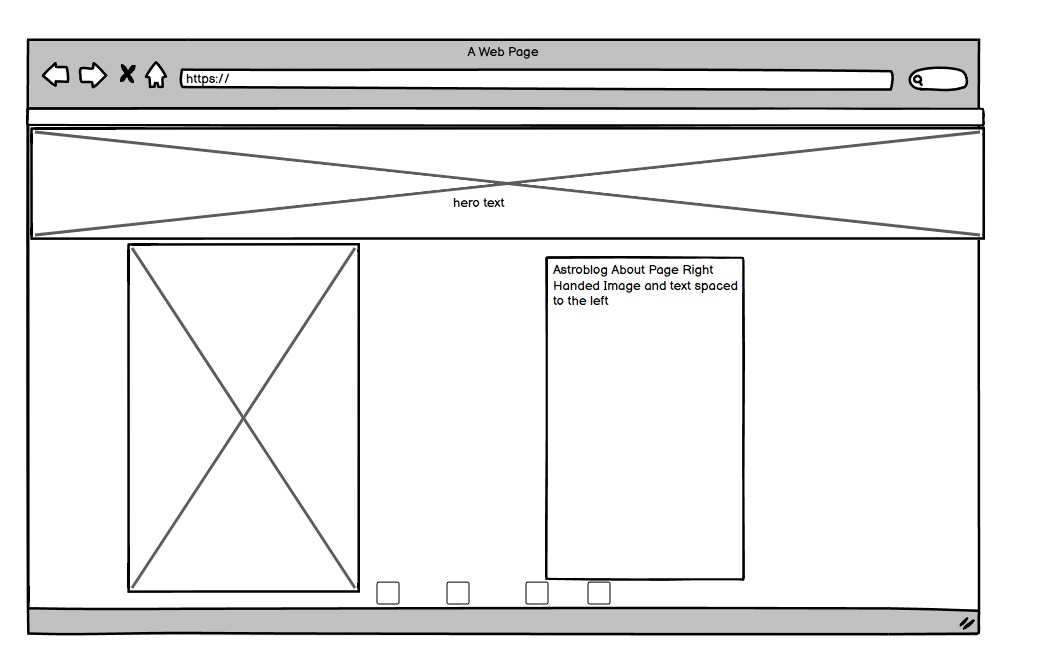 A Web Page
https://
hero text
Astroblog About Page Right
Handed Image and text spaced
to the left